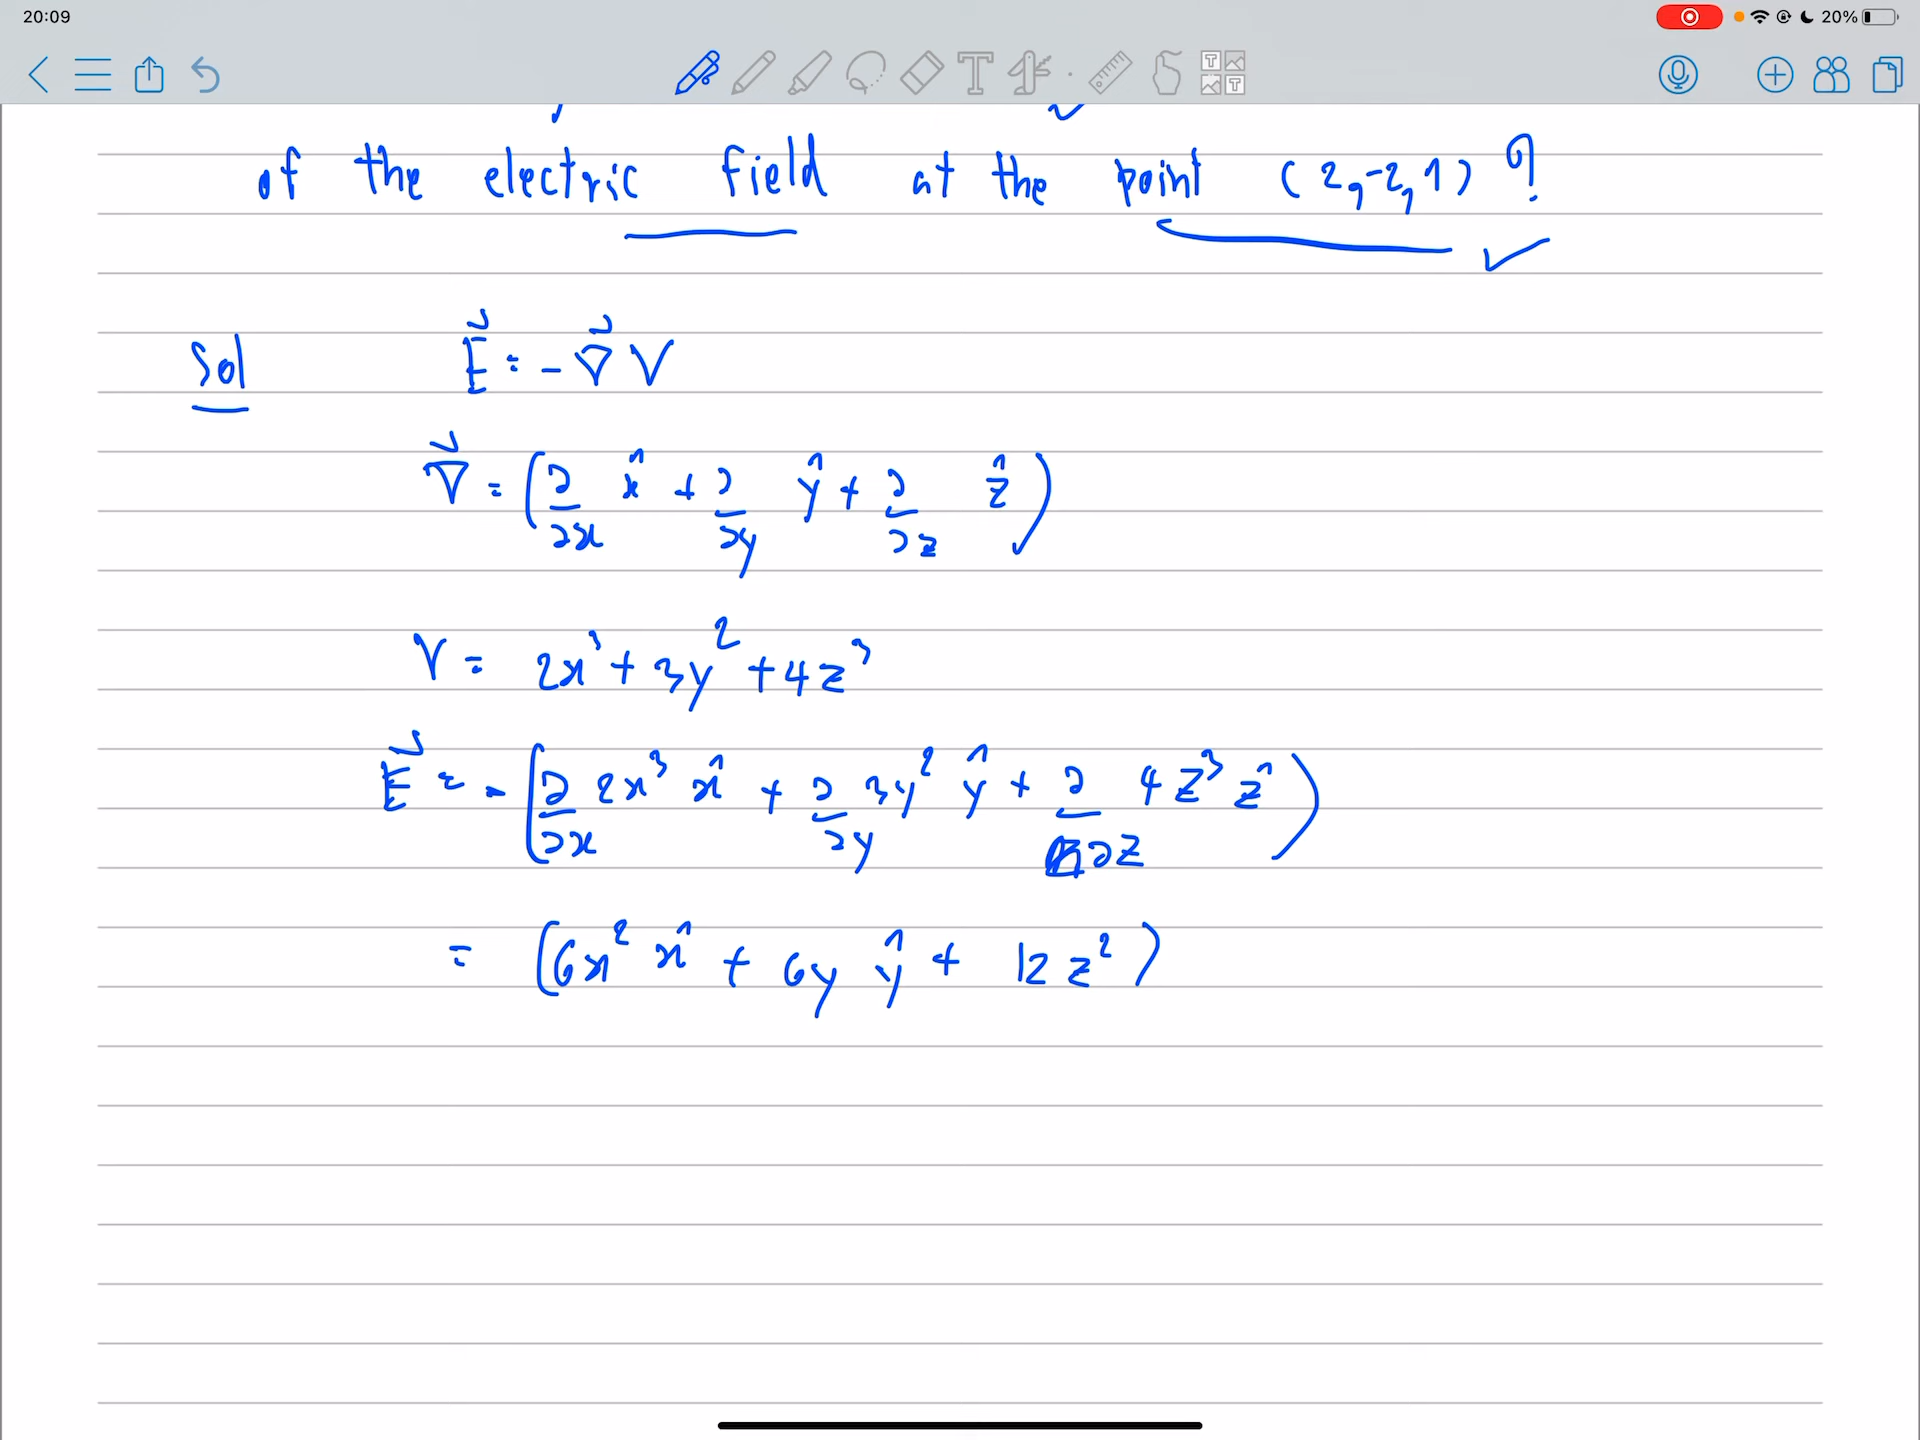 20:09
20%
of the electric field at the point (2,-2,1) ?
Sol E⃗ = -∇⃗ V
∇⃗ = (∂/∂x x̂ + ∂/∂y ŷ + ∂/∂z ẑ)
V = 2x³ + 3y² + 4z³
E⃗ = -(∂/∂x 2x³ x̂ + ∂/∂y 3y² ŷ + ∂/∂z 4z³ ẑ)
= (6x² x̂ + 6y ŷ + 12z²)